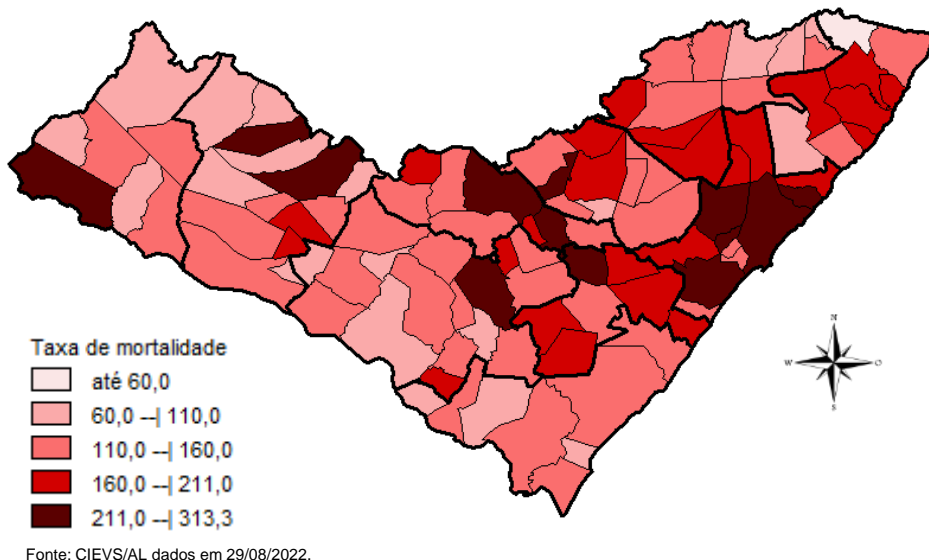 Taxa de mortalidade
até 60,0
60,0 --| 110,0
110,0 --| 160,0
160,0 --| 211,0
211,0 --| 313,3
N
W
O
S
Fonte: CIEVS/AL dados em 29/08/2022.